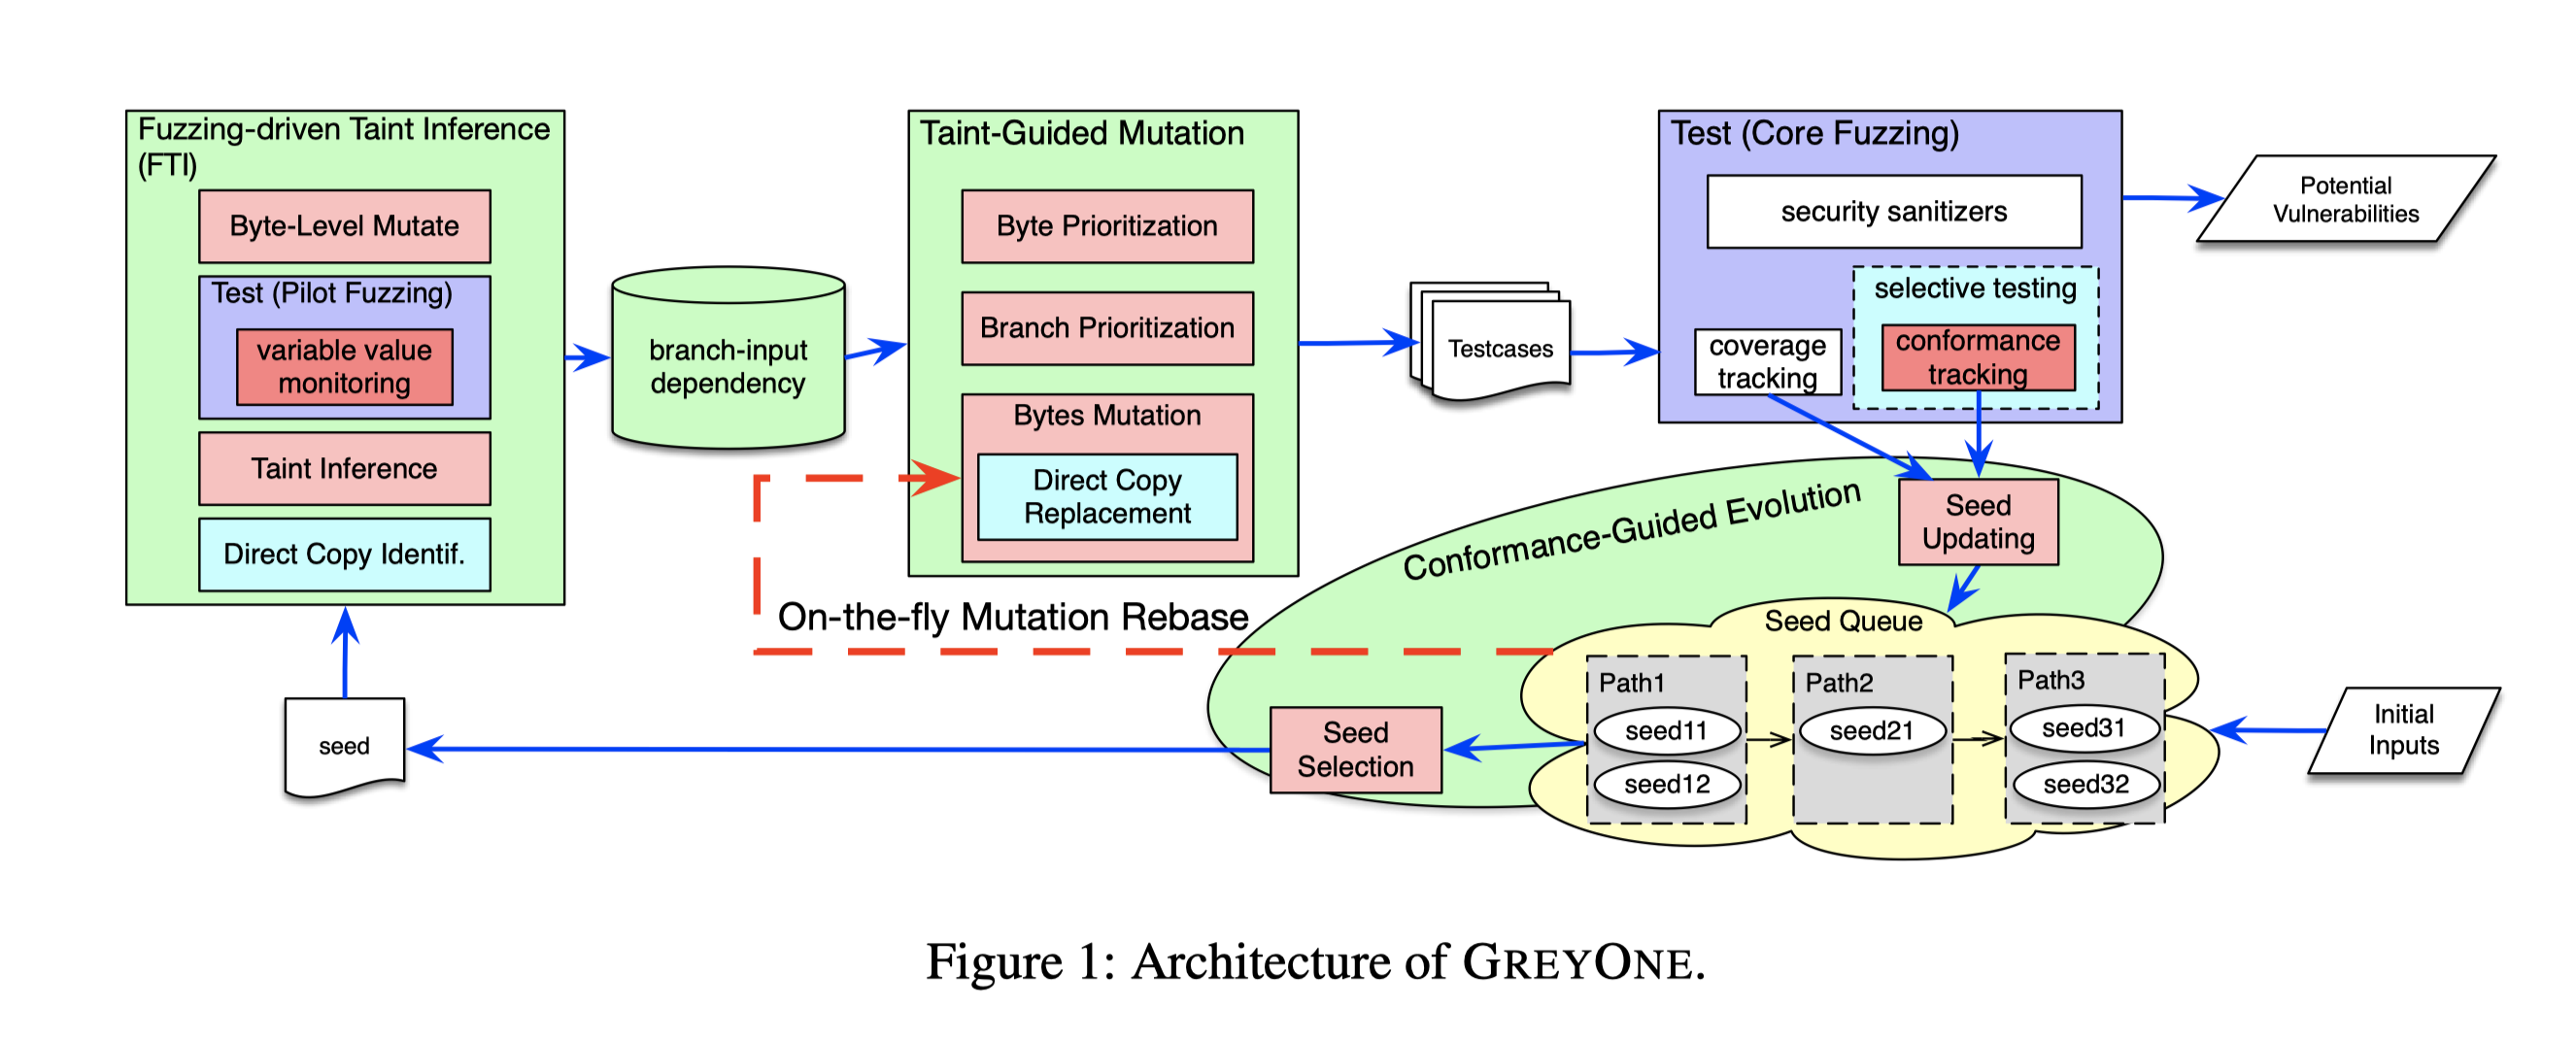 Fuzzing-driven Taint Inference
(FTI)
Byte-Level Mutate
Test (Pilot Fuzzing)
variable value
monitoring
Taint Inference
Direct Copy Identif.
branch-input
dependency
Taint-Guided Mutation
Byte Prioritization
Branch Prioritization
Bytes Mutation
Direct Copy
Replacement
Testcases
Test (Core Fuzzing)
security sanitizers
selective testing
coverage
tracking
conformance
tracking
Potential
Vulnerabilities
On-the-fly Mutation Rebase
Conformance-Guided Evolution
Seed
Updating
Seed Queue
Path1
seed11
seed12
Path2
seed21
Path3
seed31
seed32
Initial
Inputs
Seed
Selection
seed
Figure 1: Architecture of GREYONE.